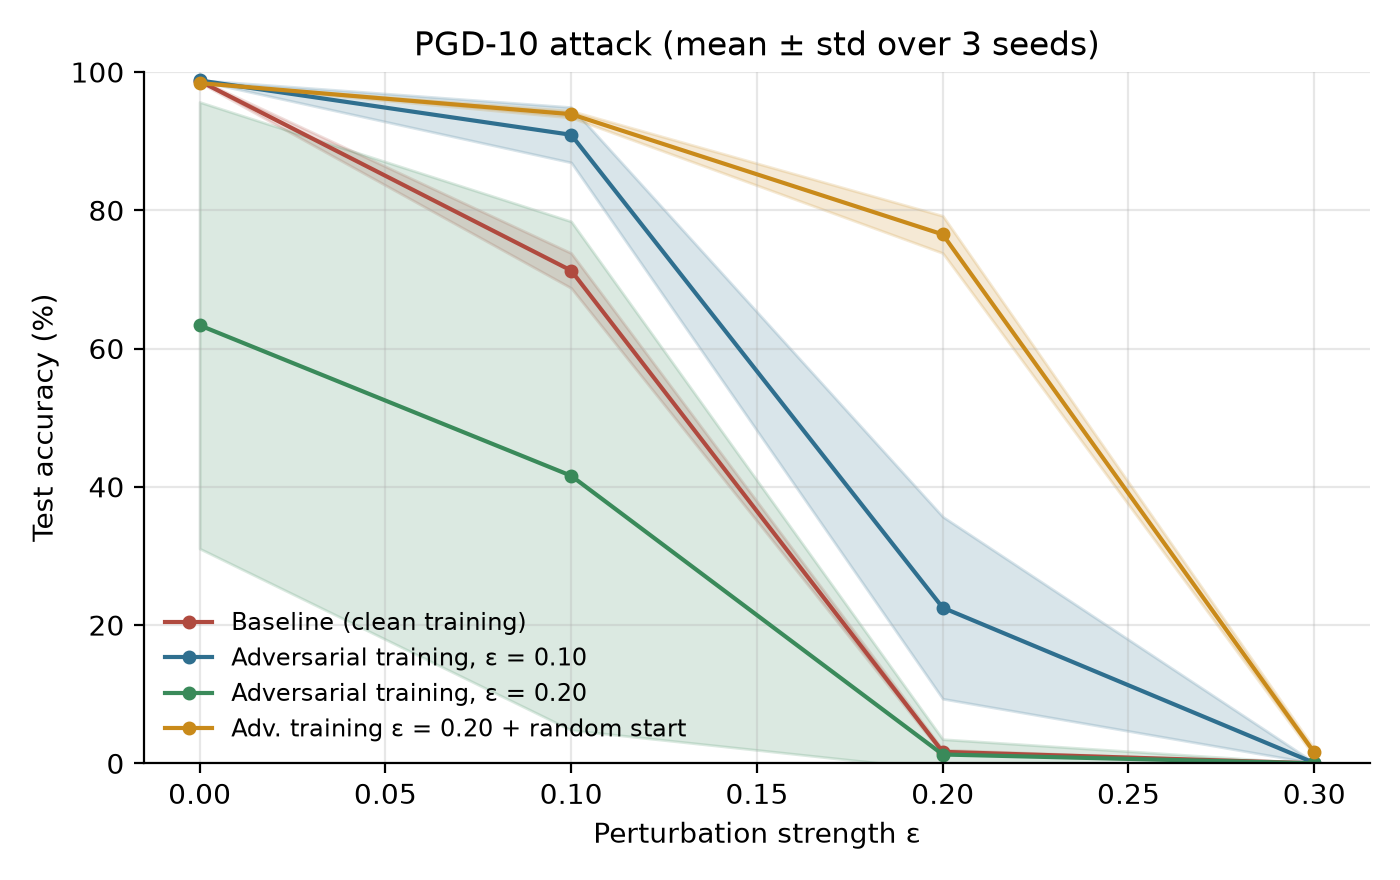 PGD-10 attack (mean ± std over 3 seeds)
100
80
60
40
20
0
Test accuracy (%)
Baseline (clean training)
Adversarial training, ε = 0.10
Adversarial training, ε = 0.20
Adv. training ε = 0.20 + random start
0.00 0.05 0.10 0.15 0.20 0.25 0.30
Perturbation strength ε